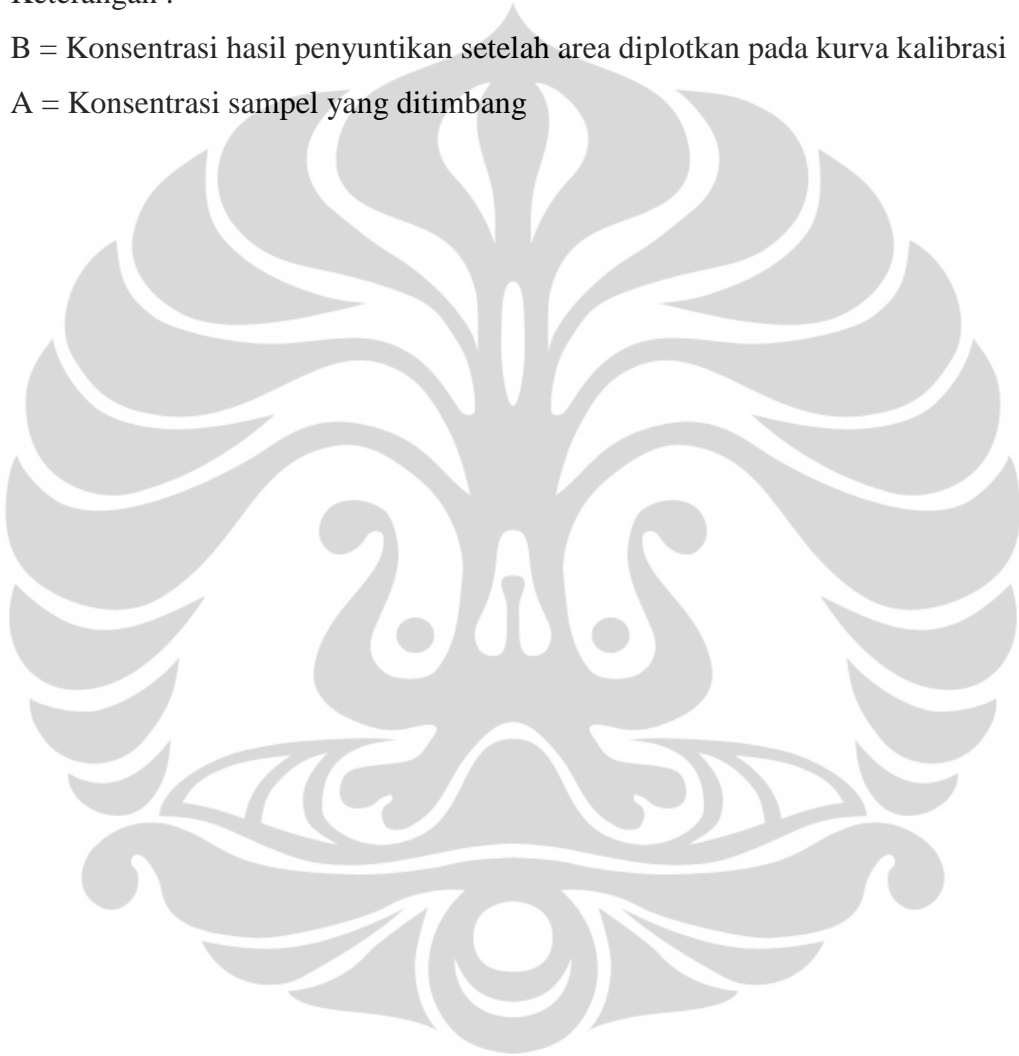 Keterangan :
B = Konsentrasi hasil penyuntikan setelah area diplotkan pada kurva kalibrasi
A = Konsentrasi sampel yang ditimbang